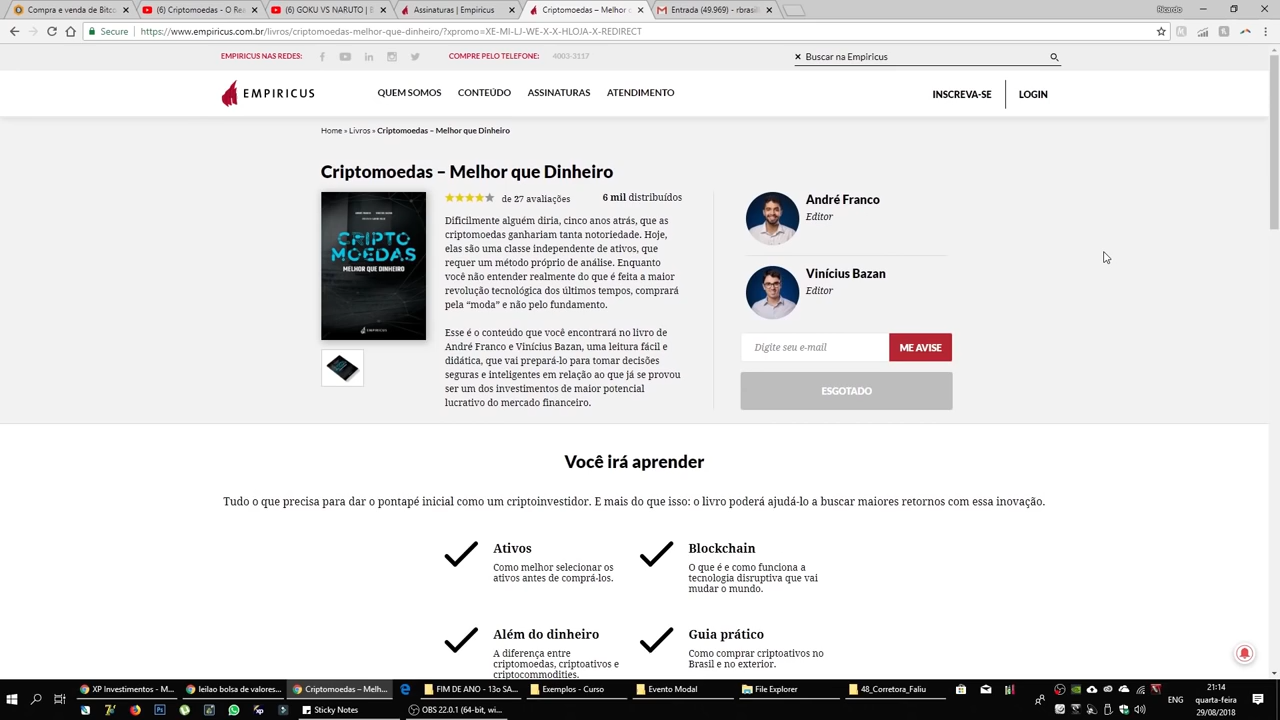 Compra e venda de Bitco
(6) Criptomoedas - O Rea
(6) GOKU VS NARUTO | B
Assinaturas | Empiricus
Criptomoedas – Melhor q
Entrada (49.969) - rbrasil
Ricardo
Secure
https://www.empiricus.com.br/livros/criptomoedas-melhor-que-dinheiro/?xpromo=XE-MI-LJ-WE-X-X-HLOJA-X-REDIRECT
EMPIRICUS NAS REDES:
COMPRE PELO TELEFONE: 4003-3117
Buscar na Empiricus
EMPIRICUS
QUEM SOMOS
CONTEÚDO
ASSINATURAS
ATENDIMENTO
INSCREVA-SE
LOGIN
Home » Livros » Criptomoedas – Melhor que Dinheiro
Criptomoedas – Melhor que Dinheiro
CRIPTO
MOEDAS
MELHOR QUE DINHEIRO
EMPIRICUS
de 27 avaliações
6 mil distribuídos
Dificilmente alguém diria, cinco anos atrás, que as
criptomoedas ganhariam tanta notoriedade. Hoje,
elas são uma classe independente de ativos, que
requer um método próprio de análise. Enquanto
você não entender realmente do que é feita a maior
revolução tecnológica dos últimos tempos, comprará
pela “moda” e não pelo fundamento.
Esse é o conteúdo que você encontrará no livro de
André Franco e Vinícius Bazan, uma leitura fácil e
didática, que vai prepará-lo para tomar decisões
seguras e inteligentes em relação ao que já se provou
ser um dos investimentos de maior potencial
lucrativo do mercado financeiro.
André Franco
Editor
Vinícius Bazan
Editor
Digite seu e-mail
ME AVISE
ESGOTADO
Você irá aprender
Tudo o que precisa para dar o pontapé inicial como um criptoinvestidor. E mais do que isso: o livro poderá ajudá-lo a buscar maiores retornos com essa inovação.
Ativos
Como melhor selecionar os
ativos antes de comprá-los.
Blockchain
O que é e como funciona a
tecnologia disruptiva que vai
mudar o mundo.
Além do dinheiro
A diferença entre
criptomoedas, criptoativos e
criptocommodities.
Guia prático
Como comprar criptoativos no
Brasil e no exterior.
XP Investimentos - M...
leilao bolsa de valores...
Criptomoedas – Melh...
FIM DE ANO - 13o SA...
Exemplos - Curso
Evento Modal
File Explorer
48_Corretora_Faliu
Sticky Notes
OBS 22.0.1 (64-bit, wi...
ENG
21:14
quarta-feira
29/08/2018